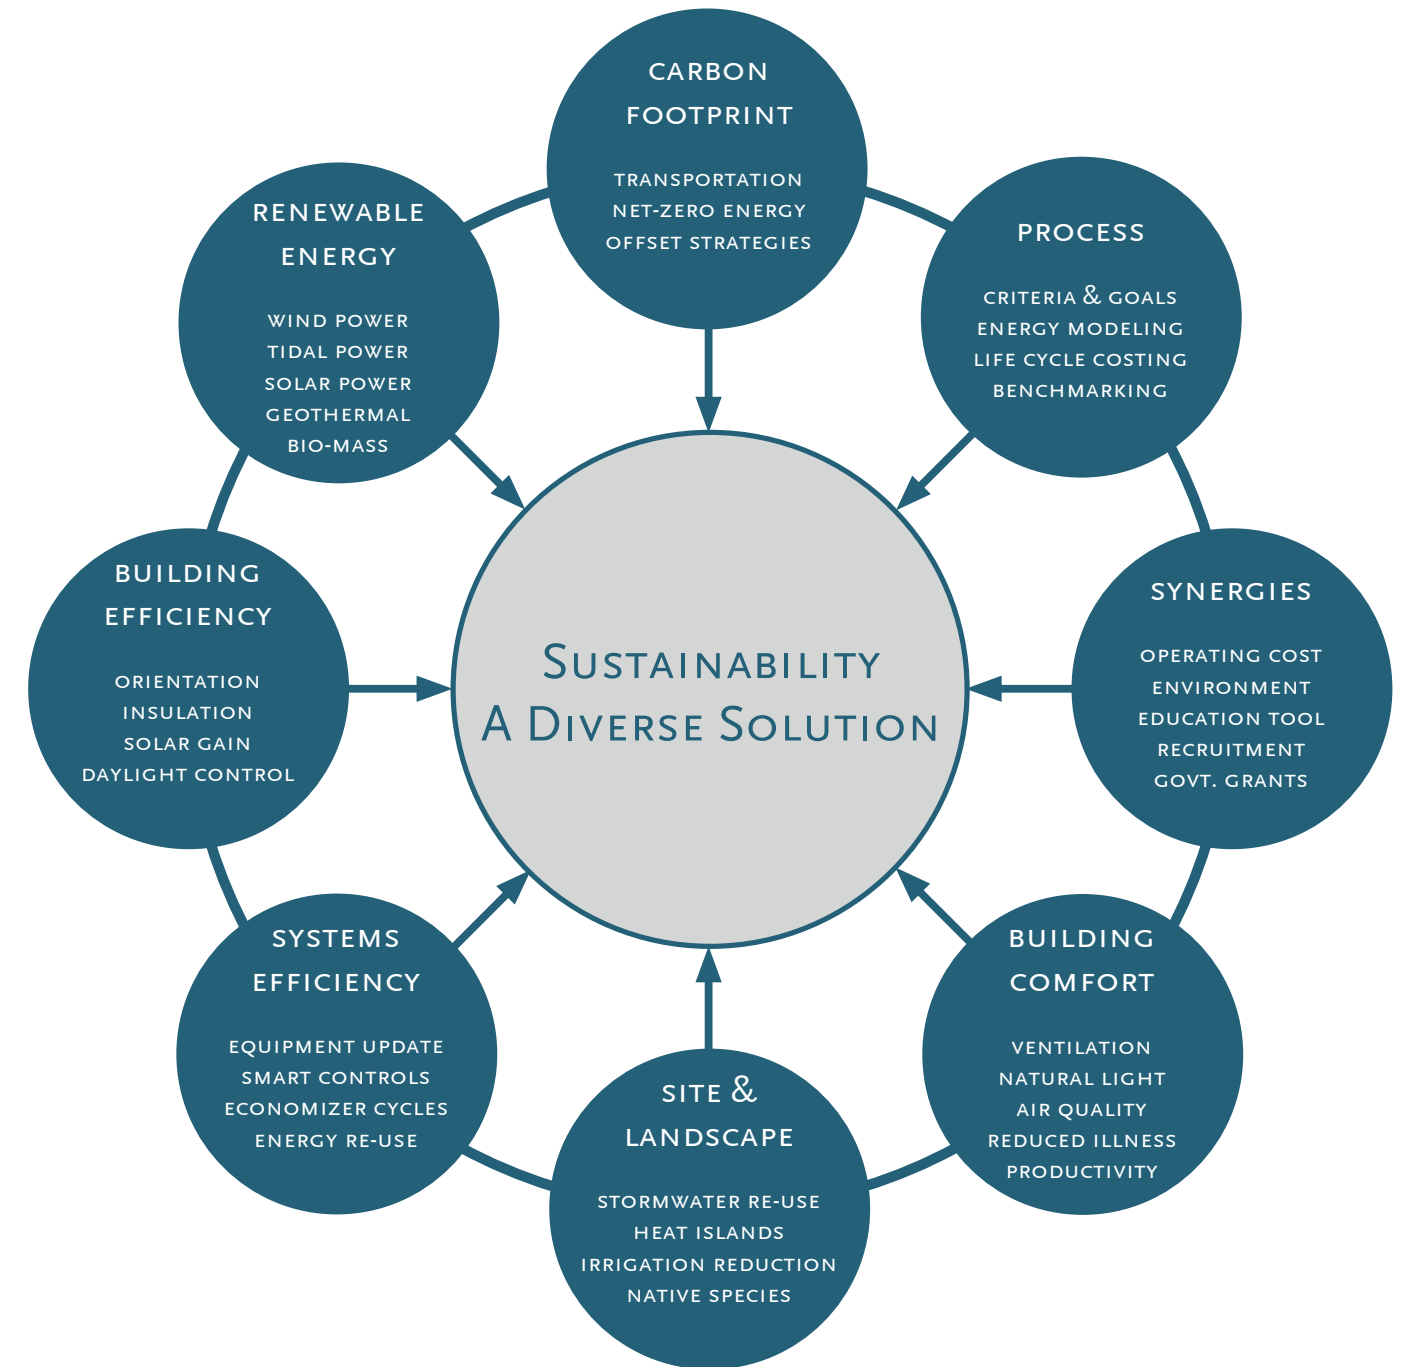 CARBON
FOOTPRINT
TRANSPORTATION
NET-ZERO ENERGY
OFFSET STRATEGIES
PROCESS
CRITERIA & GOALS
ENERGY MODELING
LIFE CYCLE COSTING
BENCHMARKING
SYNERGIES
OPERATING COST
ENVIRONMENT
EDUCATION TOOL
RECRUITMENT
GOVT. GRANTS
BUILDING
COMFORT
VENTILATION
NATURAL LIGHT
AIR QUALITY
REDUCED ILLNESS
PRODUCTIVITY
SITE &
LANDSCAPE
STORMWATER RE-USE
HEAT ISLANDS
IRRIGATION REDUCTION
NATIVE SPECIES
SYSTEMS
EFFICIENCY
EQUIPMENT UPDATE
SMART CONTROLS
ECONOMIZER CYCLES
ENERGY RE-USE
BUILDING
EFFICIENCY
ORIENTATION
INSULATION
SOLAR GAIN
DAYLIGHT CONTROL
RENEWABLE
ENERGY
WIND POWER
TIDAL POWER
SOLAR POWER
GEOTHERMAL
BIO-MASS
SUSTAINABILITY
A DIVERSE SOLUTION